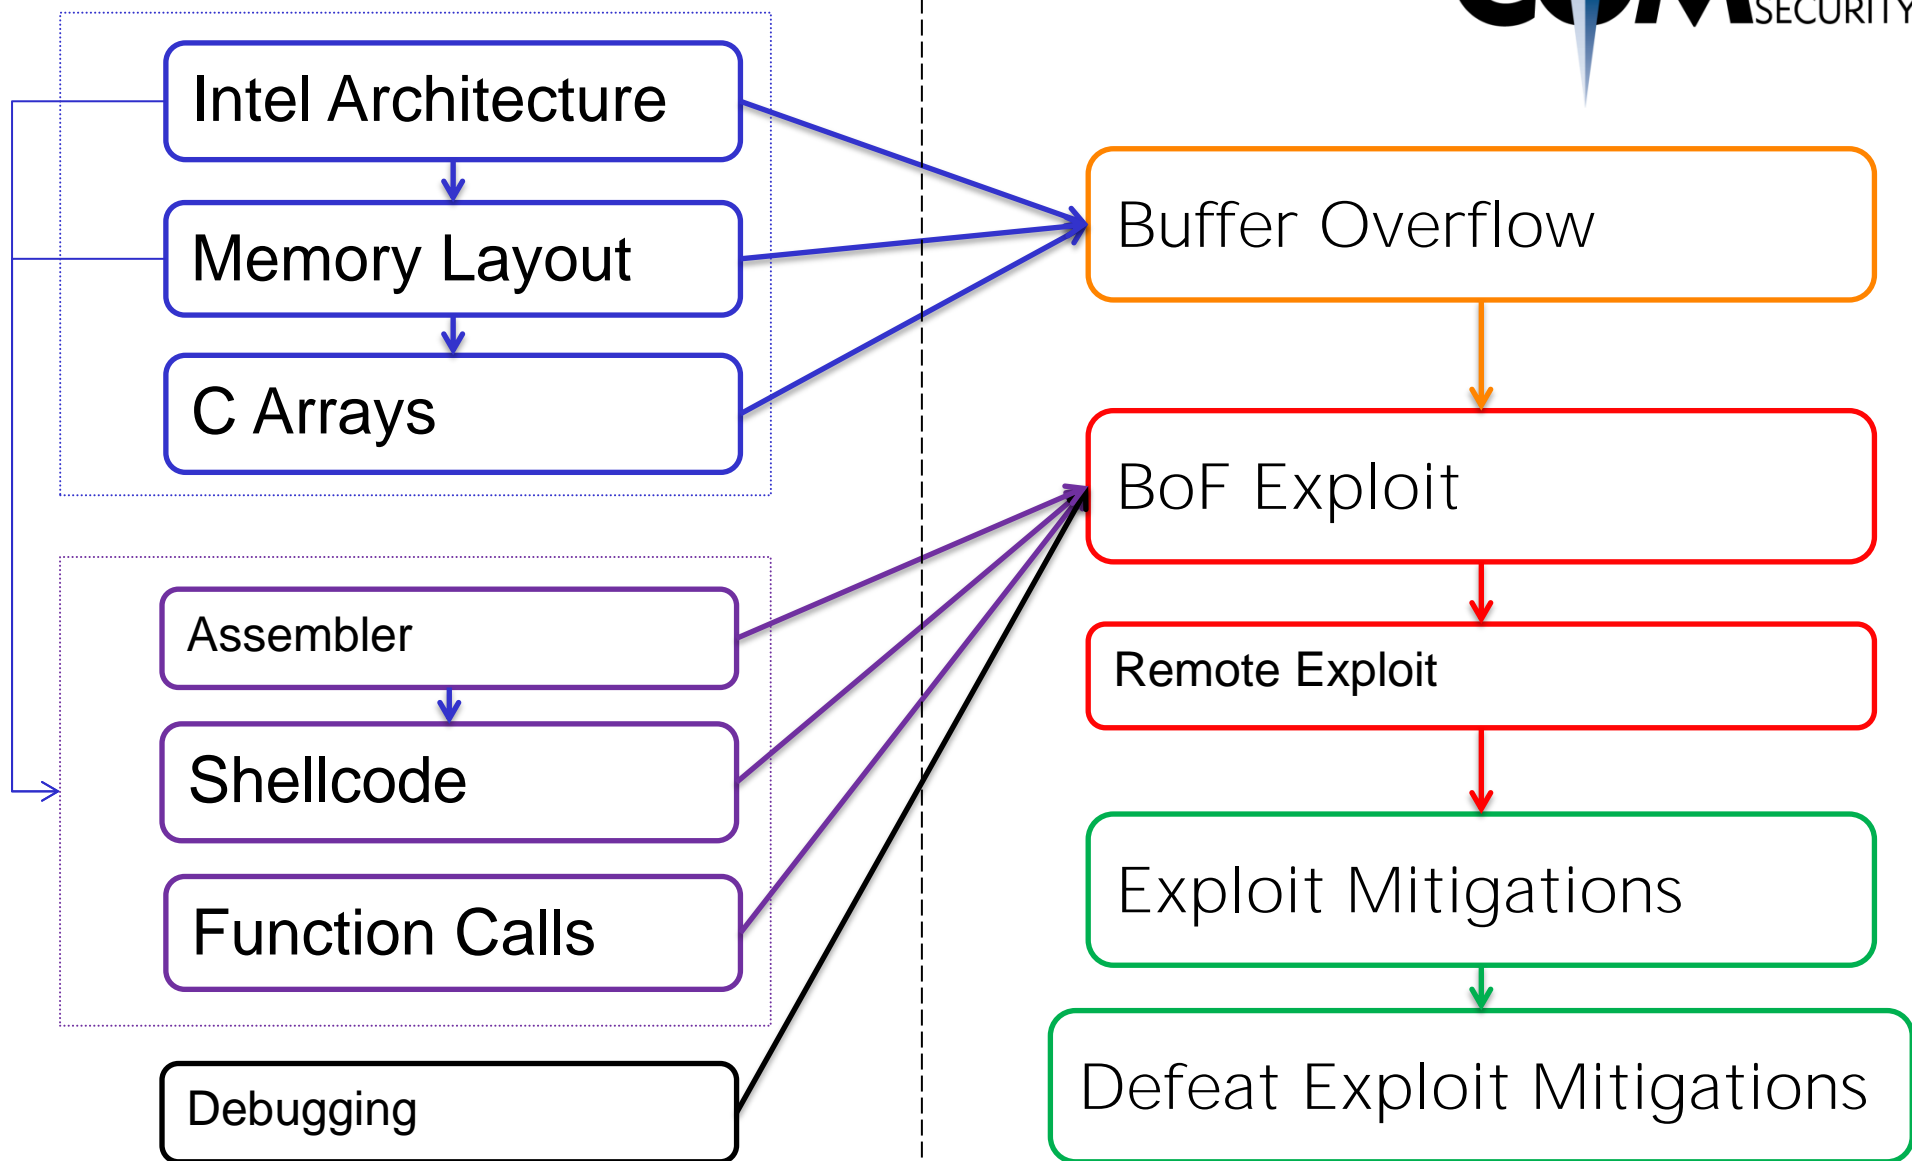 SECURITY
Intel Architecture
Memory Layout
C Arrays
Assembler
Shellcode
Function Calls
Debugging
Buffer Overflow
BoF Exploit
Remote Exploit
Exploit Mitigations
Defeat Exploit Mitigations